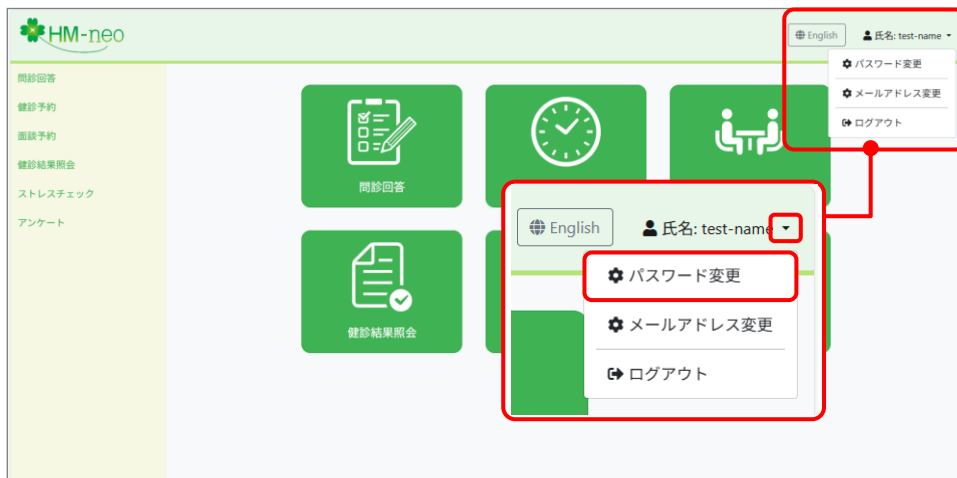 HM-neo
English
氏名: test-name
パスワード変更
メールアドレス変更
ログアウト
問診回答
健診予約
面談予約
健診結果照会
ストレスチェック
アンケート
問診回答
健診結果照会
English
氏名: test-name
パスワード変更
メールアドレス変更
ログアウト